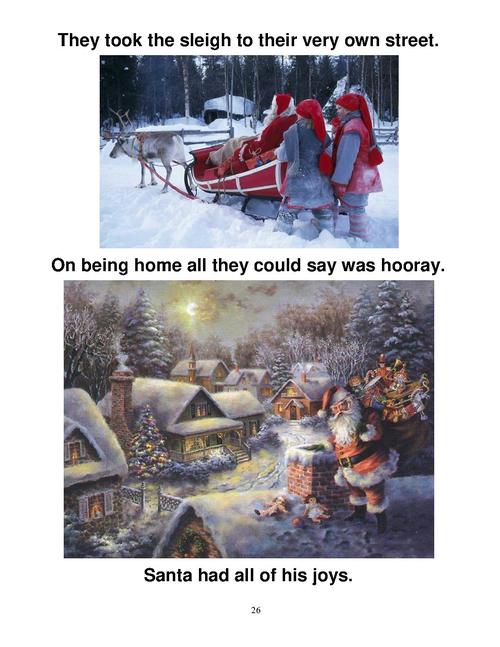 They took the sleigh to their very own street.
On being home all they could say was hooray.
Santa had all of his joys.
26